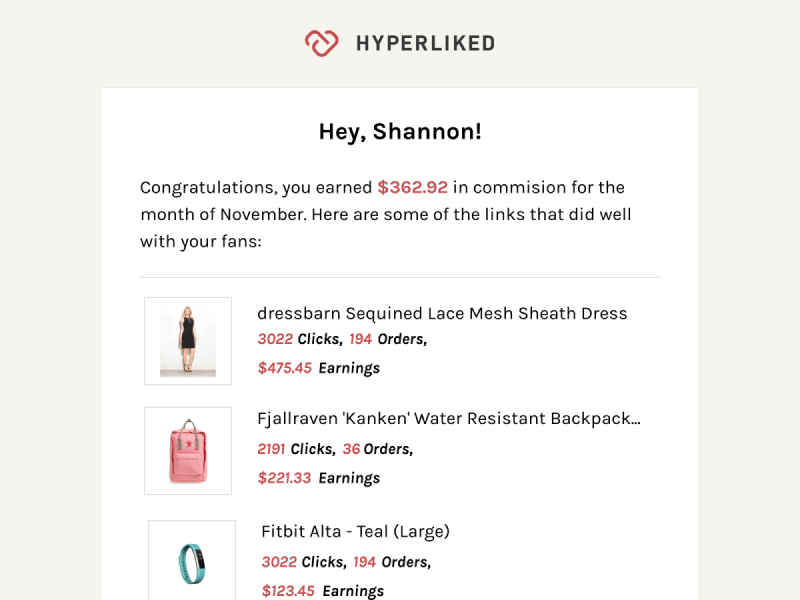 HYPERLIKED
Hey, Shannon!
Congratulations, you earned $362.92 in commision for the
month of November. Here are some of the links that did well
with your fans:
dressbarn Sequined Lace Mesh Sheath Dress
3022 Clicks, 194 Orders,
$475.45 Earnings
Fjallraven 'Kanken' Water Resistant Backpack...
2191 Clicks, 36 Orders,
$221.33 Earnings
Fitbit Alta - Teal (Large)
3022 Clicks, 194 Orders,
$123.45 Earnings